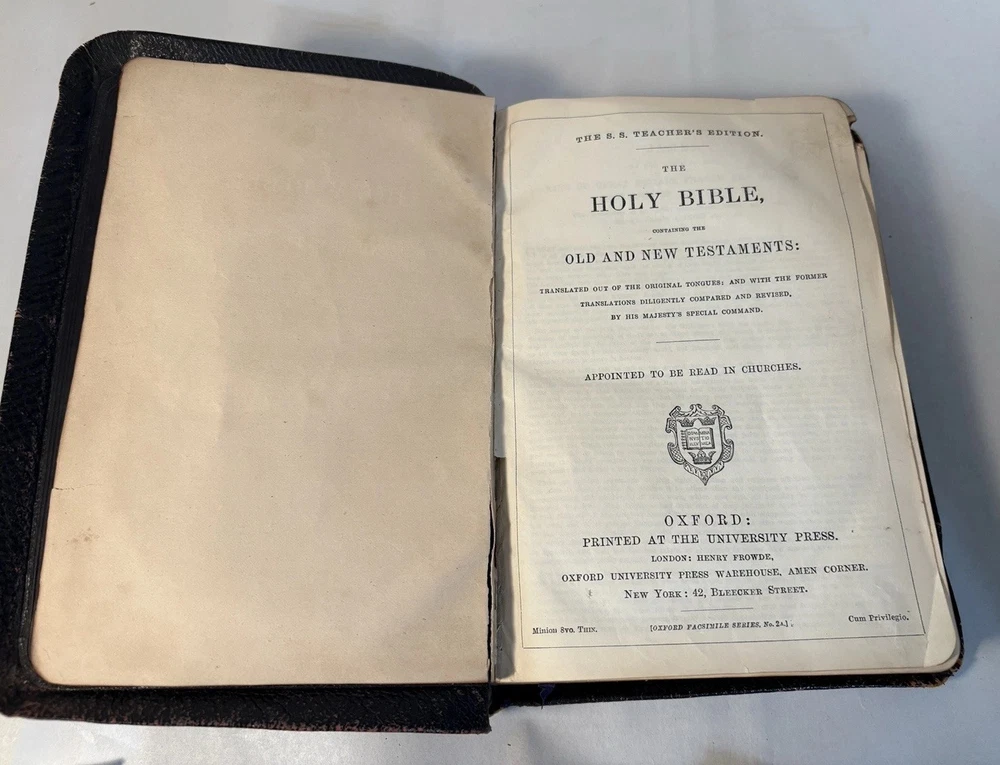 THE S. S. TEACHER'S EDITION.
THE
HOLY BIBLE,
CONTAINING THE
OLD AND NEW TESTAMENTS:
TRANSLATED OUT OF THE ORIGINAL TONGUES: AND WITH THE FORMER
TRANSLATIONS DILIGENTLY COMPARED AND REVISED,
BY HIS MAJESTY'S SPECIAL COMMAND.
APPOINTED TO BE READ IN CHURCHES.
OXFORD:
PRINTED AT THE UNIVERSITY PRESS.
LONDON: HENRY FROWDE,
OXFORD UNIVERSITY PRESS WAREHOUSE, AMEN CORNER.
NEW YORK: 42, BLEECKER STREET.
Minion 8vo. THIN.
[OXFORD FACSIMILE SERIES, No. 2A.]
Cum Privilegio.